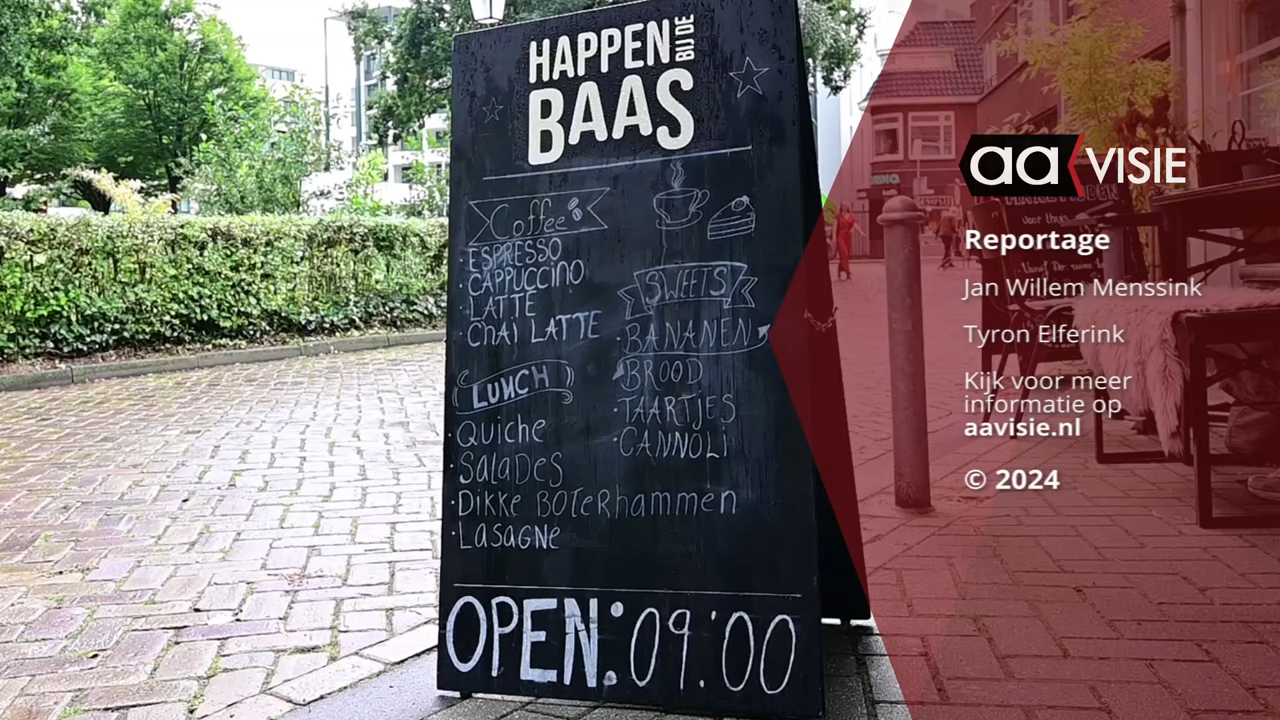 HAPPEN BIJ DE
BAAS
Coffee
· ESPRESSO
· CAPPUCCINO
· LATTE
· CHAI LATTE
SWEETS
· BANANEN
BROOD
· TAARTJES
· CANNOLI
LUNCH
· Quiche
· SalaDeS
· Dikke BOTeRhammen
· LaSaGNe
OPEN: 09:00
aa VISIE
Reportage
Jan Willem Menssink
Tyron Elferink
Kijk voor meer
informatie op
aavisie.nl
© 2024